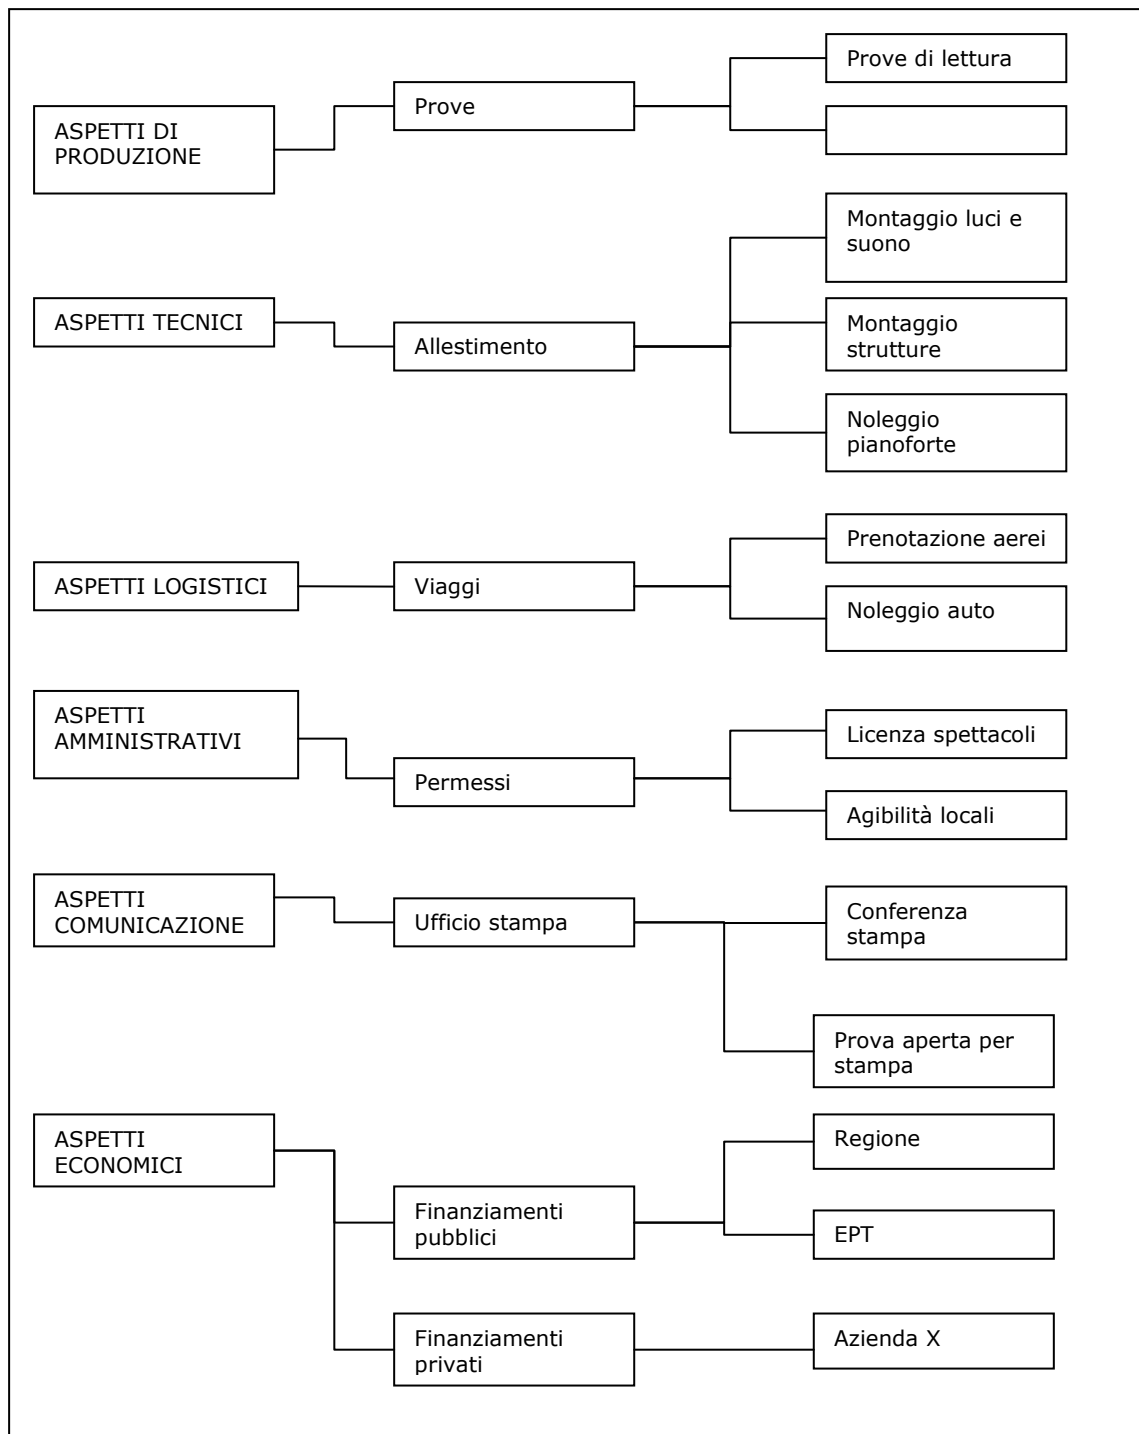 Prove di lettura
Prove
ASPETTI DI
PRODUZIONE
Montaggio luci e
suono
ASPETTI TECNICI
Allestimento
Montaggio
strutture
Noleggio
pianoforte
Prenotazione aerei
ASPETTI LOGISTICI
Viaggi
Noleggio auto
ASPETTI
AMMINISTRATIVI
Permessi
Licenza spettacoli
Agibilità locali
ASPETTI
COMUNICAZIONE
Ufficio stampa
Conferenza
stampa
Prova aperta per
stampa
ASPETTI
ECONOMICI
Regione
Finanziamenti
pubblici
EPT
Finanziamenti
privati
Azienda X